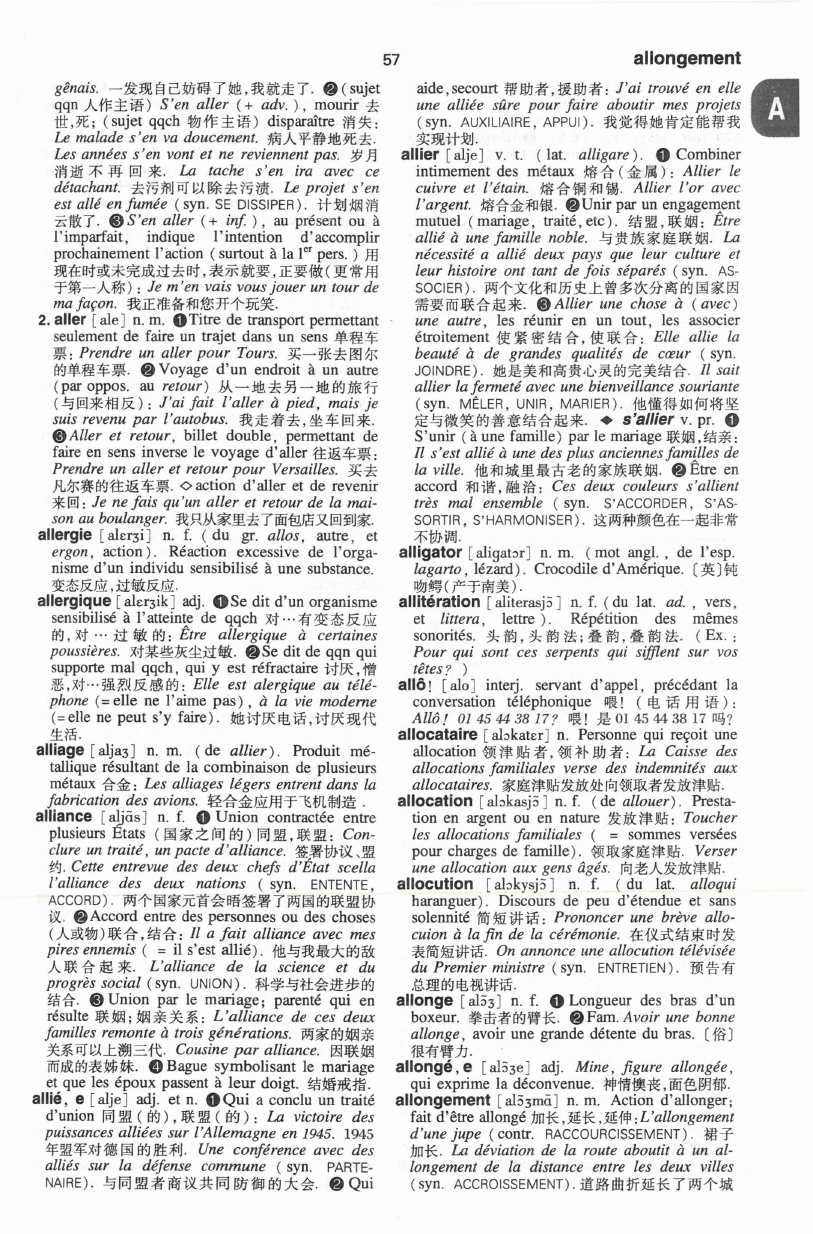 57
allongement
A
gênais. 一发现自己妨碍了她,我就走了. ❷(sujet
qqn 人作主语) S'en aller (+ adv.), mourir 去
世,死; (sujet qqch 物作主语) disparaître 消失:
Le malade s'en va doucement. 病人平静地死去.
Les années s'en vont et ne reviennent pas. 岁月
消逝不再回来. La tache s'en ira avec ce
détachant. 去污剂可以除去污渍. Le projet s'en
est allé en fumée (syn. SE DISSIPER). 计划烟消
云散了. ❸S'en aller (+ inf.), au présent ou à
l'imparfait, indique l'intention d'accomplir
prochainement l'action (surtout à la 1er pers.) 用
现在时或未完成过去时,表示就要,正要做(更常用
于第一人称): Je m'en vais vous jouer un tour de
ma façon. 我正准备和您开个玩笑.
2. aller [ale] n. m. ❶Titre de transport permettant
seulement de faire un trajet dans un sens 单程车
票: Prendre un aller pour Tours. 买一张去图尔
的单程车票. ❷Voyage d'un endroit à un autre
(par oppos. au retour) 从一地去另一地的旅行
(与回来相反): J'ai fait l'aller à pied, mais je
suis revenu par l'autobus. 我走着去,坐车回来.
❸Aller et retour, billet double, permettant de
faire en sens inverse le voyage d'aller 往返车票:
Prendre un aller et retour pour Versailles. 买去
凡尔赛的往返车票. ◇action d'aller et de revenir
来回: Je ne fais qu'un aller et retour de la mai-
son au boulanger. 我只从家里去了面包店又回到家.
allergie [alɛrʒi] n. f. (du gr. allos, autre, et
ergon, action). Réaction excessive de l'orga-
nisme d'un individu sensibilisé à une substance.
变态反应,过敏反应.
allergique [alɛrʒik] adj. ❶Se dit d'un organisme
sensibilisé à l'atteinte de qqch 对…有变态反应
的,对…过敏的: Être allergique à certaines
poussières. 对某些灰尘过敏. ❷Se dit de qqn qui
supporte mal qqch, qui y est réfractaire 讨厌,憎
恶,对…强烈反感的: Elle est alergique au télé-
phone (= elle ne l'aime pas), à la vie moderne
(= elle ne peut s'y faire). 她讨厌电话,讨厌现代
生活.
alliage [aljaʒ] n. m. (de allier). Produit mé-
tallique résultant de la combinaison de plusieurs
métaux 合金: Les alliages légers entrent dans la
fabrication des avions. 轻合金应用于飞机制造.
alliance [aljɑ̃s] n. f. ❶ Union contractée entre
plusieurs États (国家之间的)同盟,联盟: Con-
clure un traité, un pacte d'alliance. 签署协议、盟
约. Cette entrevue des deux chefs d'État scella
l'alliance des deux nations (syn. ENTENTE,
ACCORD). 两个国家元首会晤签署了两国的联盟协
议. ❷Accord entre des personnes ou des choses
(人或物)联合,结合: Il a fait alliance avec mes
pires ennemis ( = il s'est allié). 他与我最大的敌
人联合起来. L'alliance de la science et du
progrès social (syn. UNION). 科学与社会进步的
结合. ❸Union par le mariage; parenté qui en
résulte 联姻;姻亲关系: L'alliance de ces deux
familles remonte à trois générations. 两家的姻亲
关系可以上溯三代. Cousine par alliance. 因联姻
而成的表姊妹. ❹Bague symbolisant le mariage
et que les époux passent à leur doigt. 结婚戒指.
allié, e [alje] adj. et n. ❶Qui a conclu un traité
d'union 同盟(的),联盟(的): La victoire des
puissances alliées sur l'Allemagne en 1945. 1945
年盟军对德国的胜利. Une conférence avec des
alliés sur la défense commune (syn. PARTE-
NAIRE). 与同盟者商议共同防御的大会. ❷Qui
aide,secourt 帮助者,援助者: J'ai trouvé en elle
une alliée sûre pour faire aboutir mes projets
(syn. AUXILIAIRE, APPUI). 我觉得她肯定能帮我
实现计划.
allier [alje] v. t. (lat. alligare). ❶ Combiner
intimement des métaux 熔合(金属): Allier le
cuivre et l'étain. 熔合铜和锡. Allier l'or avec
l'argent. 熔合金和银. ❷Unir par un engagement
mutuel (mariage, traité,etc). 结盟,联姻: Être
allié à une famille noble. 与贵族家庭联姻. La
nécessité a allié deux pays que leur culture et
leur histoire ont tant de fois séparés (syn. AS-
SOCIER). 两个文化和历史上曾多次分离的国家因
需要而联合起来. ❸Allier une chose à (avec)
une autre, les réunir en un tout, les associer
étroitement 使紧密结合,使联合: Elle allie la
beauté à de grandes qualités de cœur (syn.
JOINDRE). 她是美和高贵心灵的完美结合. Il sait
allier la fermeté avec une bienveillance souriante
(syn. MÊLER, UNIR, MARIER). 他懂得如何将坚
定与微笑的善意结合起来. ◆ s'allier v. pr. ❶
S'unir (à une famille) par le mariage 联姻,结亲:
Il s'est allié à une des plus anciennes familles de
la ville. 他和城里最古老的家族联姻. ❷Être en
accord 和谐,融洽: Ces deux couleurs s'allient
très mal ensemble (syn. S'ACCORDER, S'AS-
SORTIR, S'HARMONISER). 这两种颜色在一起非常
不协调.
alligator [aligatɔr] n. m. (mot angl., de l'esp.
lagarto, lézard). Crocodile d'Amérique. 〔英〕钝
吻鳄(产于南美).
allitération [aliterasjɔ̃] n. f. (du lat. ad., vers,
et littera, lettre). Répétition des mêmes
sonorités. 头韵,头韵法;叠韵,叠韵法. (Ex.:
Pour qui sont ces serpents qui sifflent sur vos
têtes?)
allô! [alo] interj. servant d'appel, précédant la
conversation téléphonique 喂! (电话用语):
Allô! 01 45 44 38 17? 喂! 是 01 45 44 38 17 吗?
allocataire [alɔkatɛr] n. Personne qui reçoit une
allocation 领津贴者,领补助者: La Caisse des
allocations familiales verse des indemnités aux
allocataires. 家庭津贴发放处向领取者发放津贴.
allocation [alɔkasjɔ̃] n. f. (de allouer). Presta-
tion en argent ou en nature 发放津贴: Toucher
les allocations familiales ( = sommes versées
pour charges de famille). 领取家庭津贴. Verser
une allocation aux gens âgés. 向老人发放津贴.
allocution [alɔkysjɔ̃] n. f. (du lat. alloqui
haranguer). Discours de peu d'étendue et sans
solennité 简短讲话: Prononcer une brève allo-
cuion à la fin de la cérémonie. 在仪式结束时发
表简短讲话. On annonce une allocution télévisée
du Premier ministre (syn. ENTRETIEN). 预告有
总理的电视讲话.
allonge [alɔ̃ʒ] n. f. ❶ Longueur des bras d'un
boxeur. 拳击者的臂长. ❷Fam. Avoir une bonne
allonge, avoir une grande détente du bras. 〔俗〕
很有臂力.
allongé,e [alɔ̃ʒe] adj. Mine, figure allongée,
qui exprime la déconvenue. 神情懊丧,面色阴郁.
allongement [alɔ̃ʒmɑ̃] n. m. Action d'allonger;
fait d'être allongé 加长,延长,延伸:L'allongement
d'une jupe (contr. RACCOURCISSEMENT). 裙子
加长. La déviation de la route aboutit à un al-
longement de la distance entre les deux villes
(syn. ACCROISSEMENT).道路曲折延长了两个城